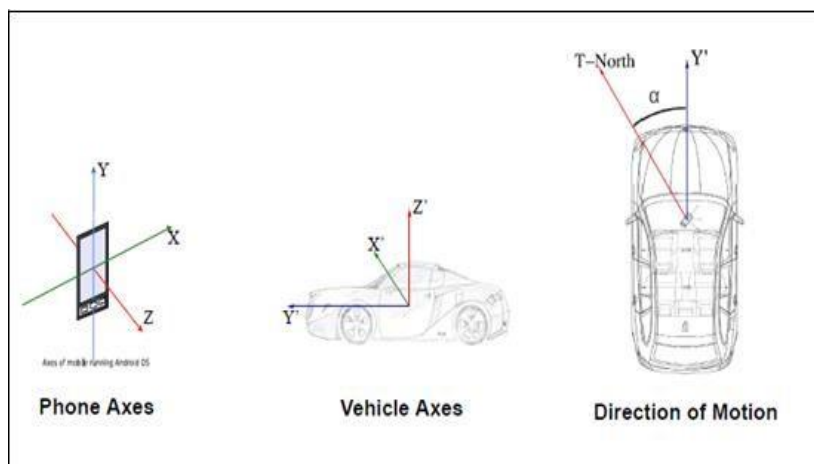 Y
X
Z
Axes of mobile running Android OS
Phone Axes
Z'
X'
Y'
Vehicle Axes
T-North
Y'
α
Direction of Motion